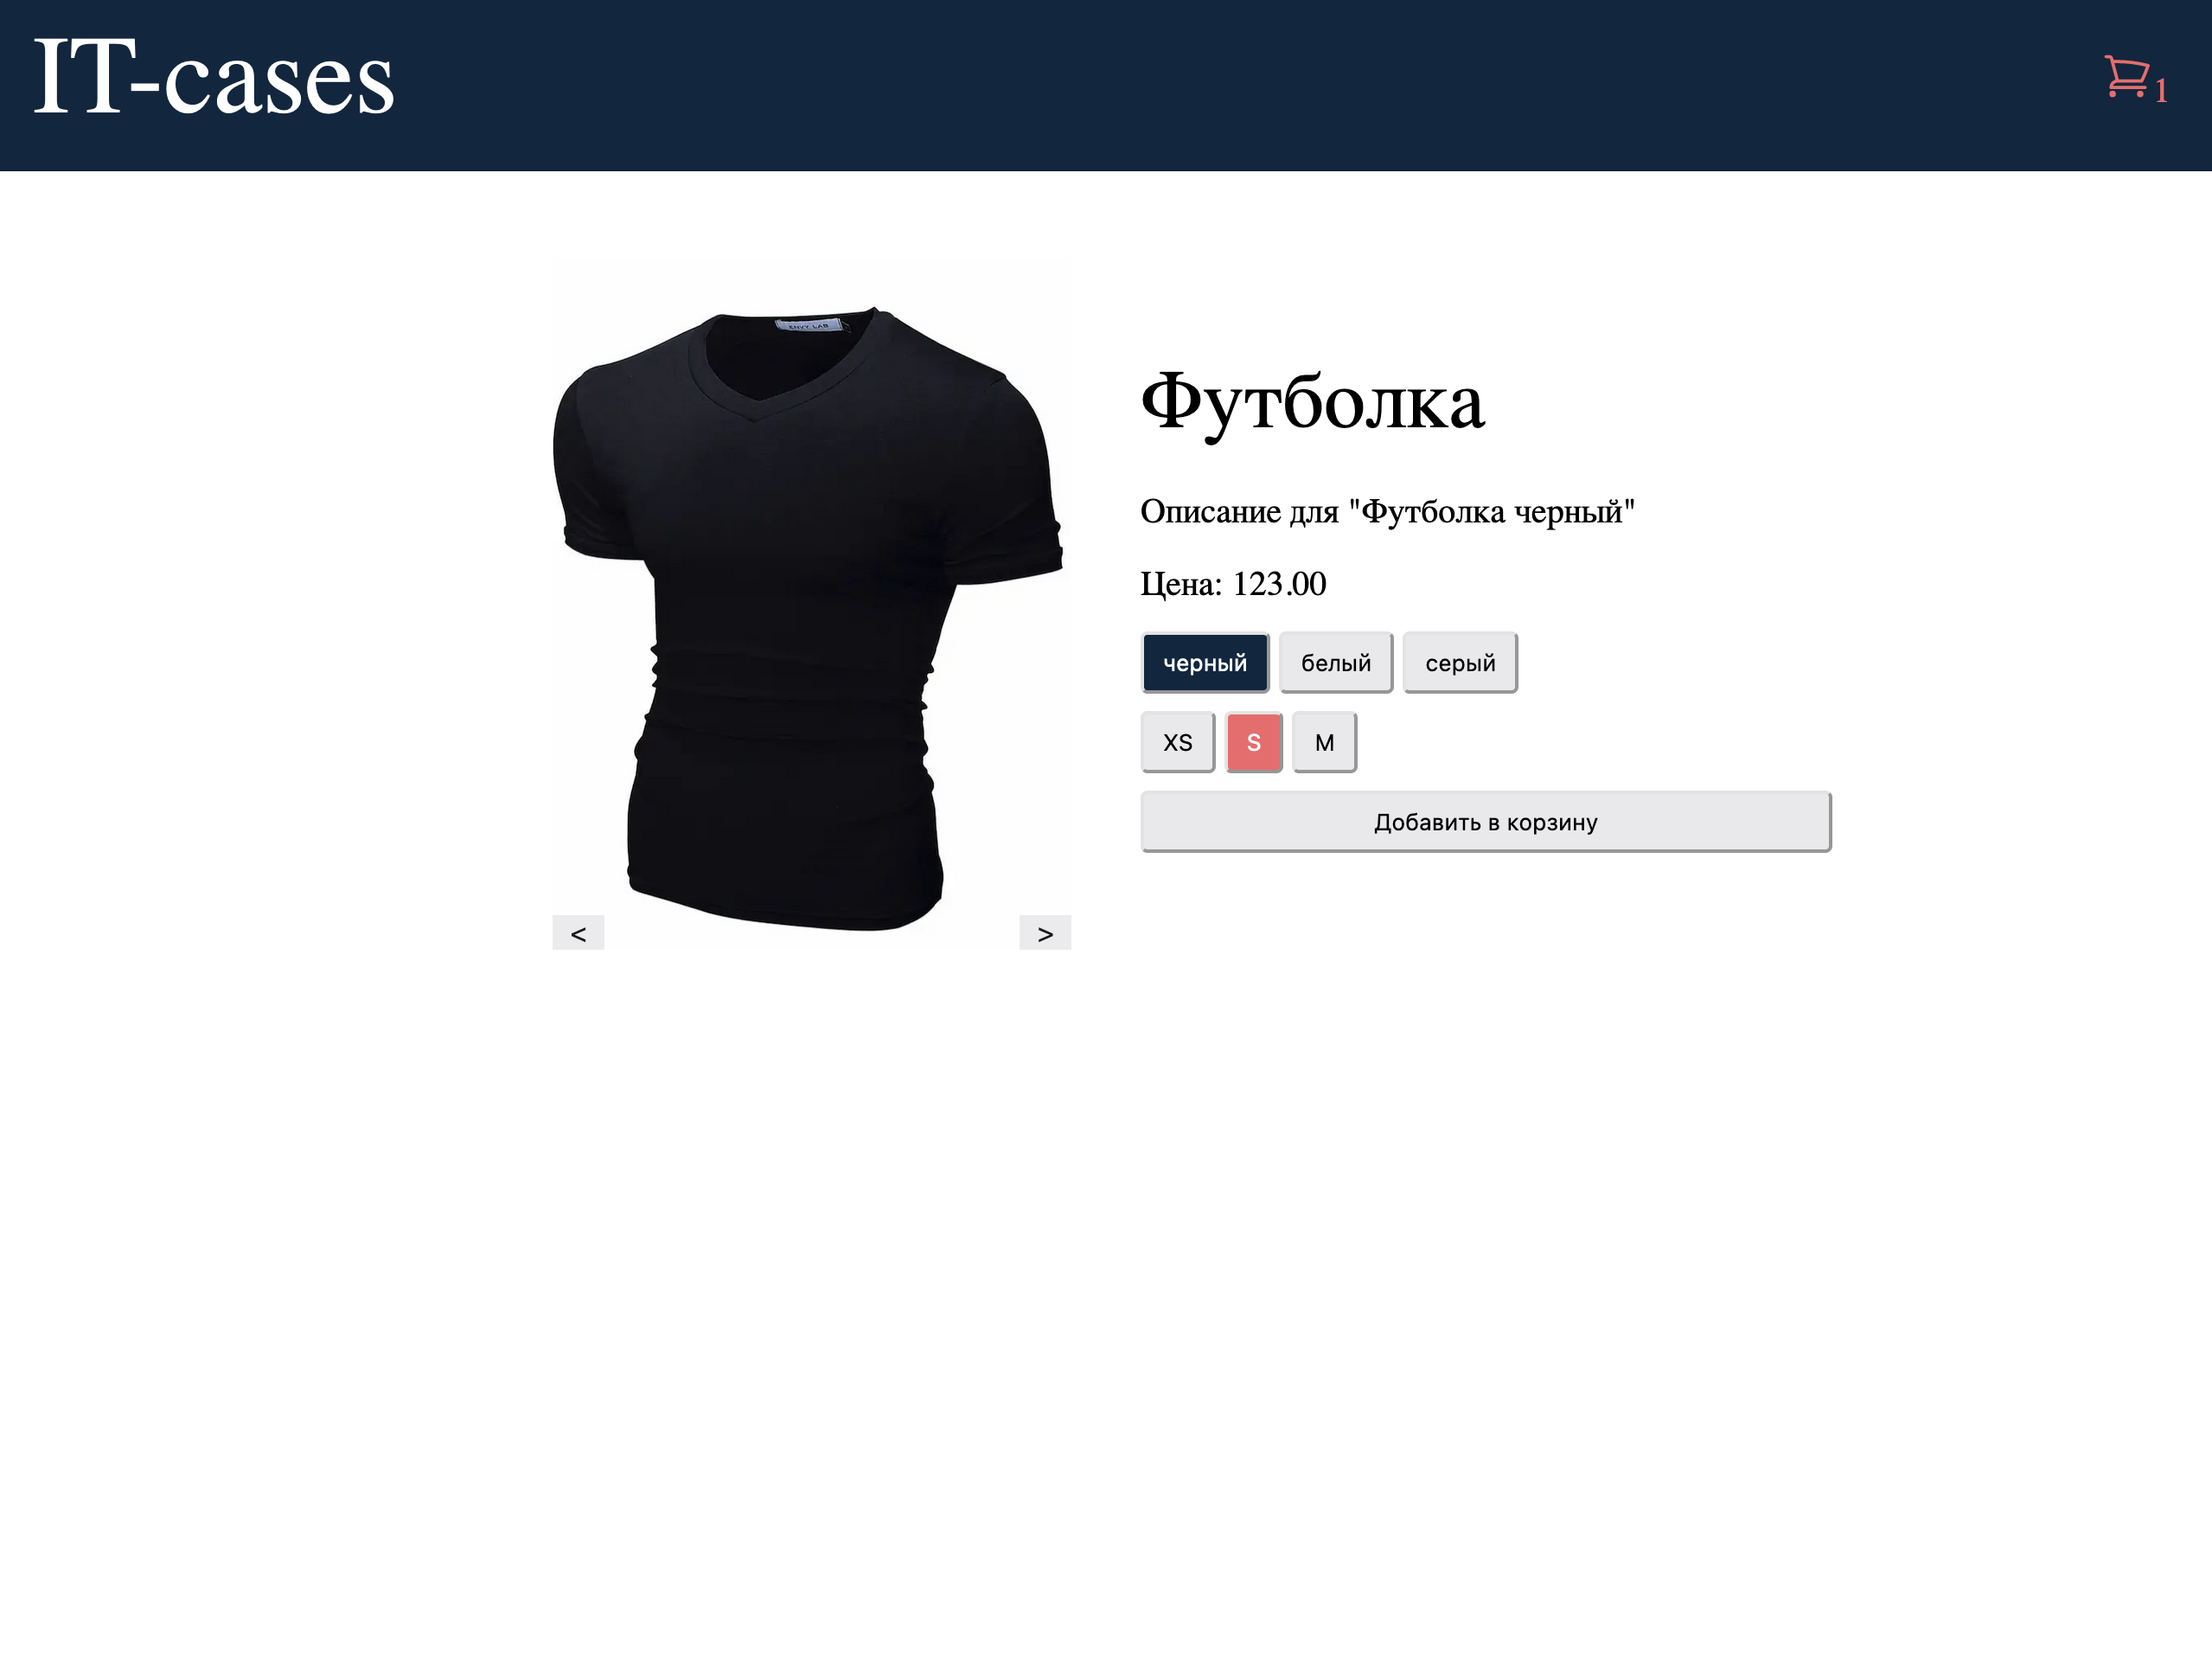 IT-cases
1
ENVY LAB
Футболка
Описание для "Футболка черный"
Цена: 123.00
черный белый серый
XS S M
Добавить в корзину
< >